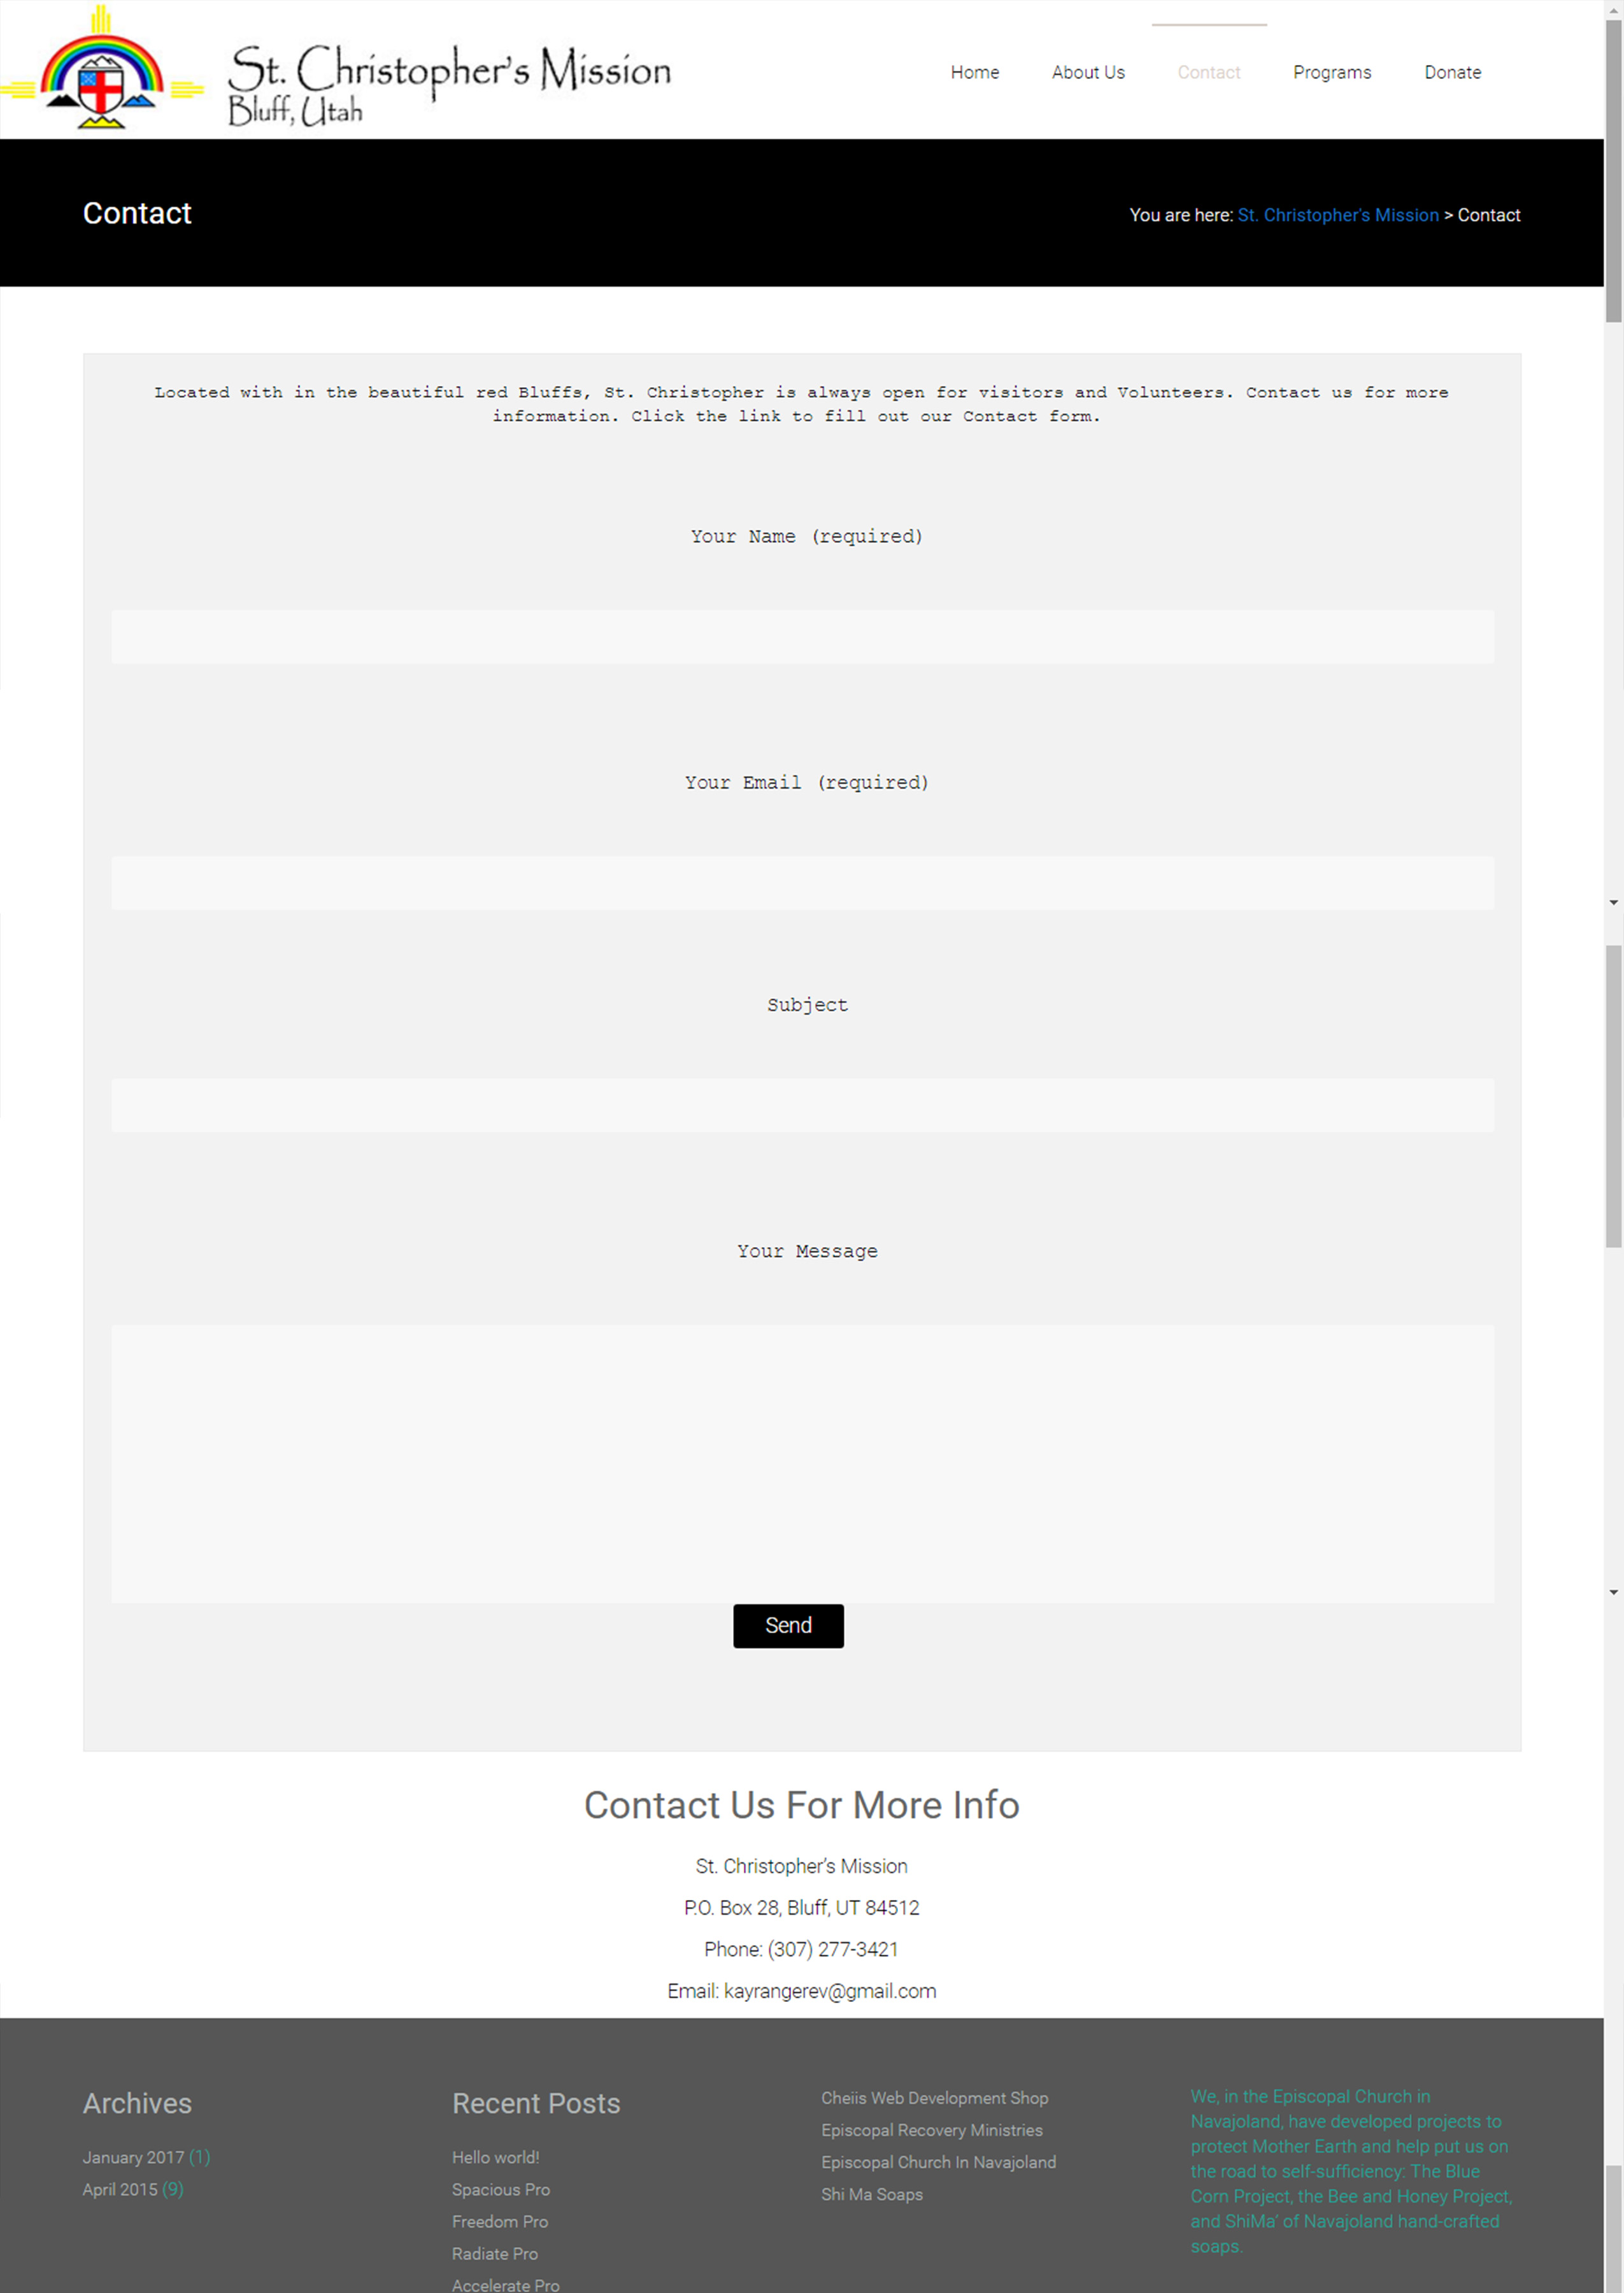 St. Christopher's Mission
Bluff, Utah
Home
About Us
Contact
Programs
Donate
Contact
You are here: St. Christopher's Mission > Contact
Located with in the beautiful red Bluffs, St. Christopher is always open for visitors and Volunteers. Contact us for more
information. Click the link to fill out our Contact form.
Your Name (required)
Your Email (required)
Subject
Your Message
Send
Contact Us For More Info
St. Christopher’s Mission
P.O. Box 28, Bluff, UT 84512
Phone: (307) 277-3421
Email: kayrangerev@gmail.com
Archives
January 2017 (1)
April 2015 (9)
Recent Posts
Hello world!
Spacious Pro
Freedom Pro
Radiate Pro
Accelerate Pro
Cheiis Web Development Shop
Episcopal Recovery Ministries
Episcopal Church In Navajoland
Shi Ma Soaps
We, in the Episcopal Church in
Navajoland, have developed projects to
protect Mother Earth and help put us on
the road to self-sufficiency: The Blue
Corn Project, the Bee and Honey Project,
and ShiMa’ of Navajoland hand-crafted
soaps.